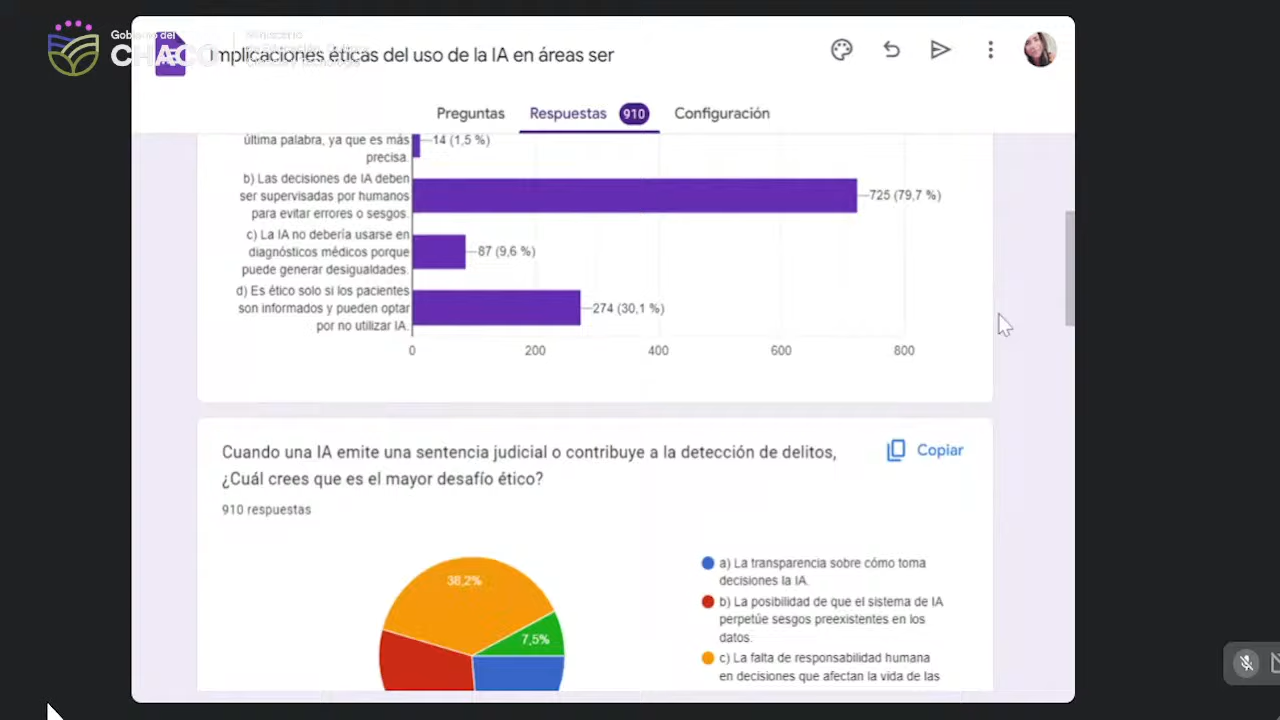 Gobierno del
CHACO
Ministerio
Implicaciones éticas del uso de la IA en áreas ser
Preguntas
Respuestas
910
Configuración
última palabra, ya que es más
precisa.
14 (1,5 %)
b) Las decisiones de IA deben
ser supervisadas por humanos
para evitar errores o sesgos.
725 (79,7 %)
c) La IA no debería usarse en
diagnósticos médicos porque
puede generar desigualdades.
87 (9,6 %)
d) Es ético solo si los pacientes
son informados y pueden optar
por no utilizar IA.
274 (30,1 %)
0
200
400
600
800
Cuando una IA emite una sentencia judicial o contribuye a la detección de delitos,
¿Cuál crees que es el mayor desafío ético?
Copiar
910 respuestas
38,2%
7,5%
a) La transparencia sobre cómo toma
decisiones la IA.
b) La posibilidad de que el sistema de IA
perpetúe sesgos preexistentes en los
datos.
c) La falta de responsabilidad humana
en decisiones que afectan la vida de las